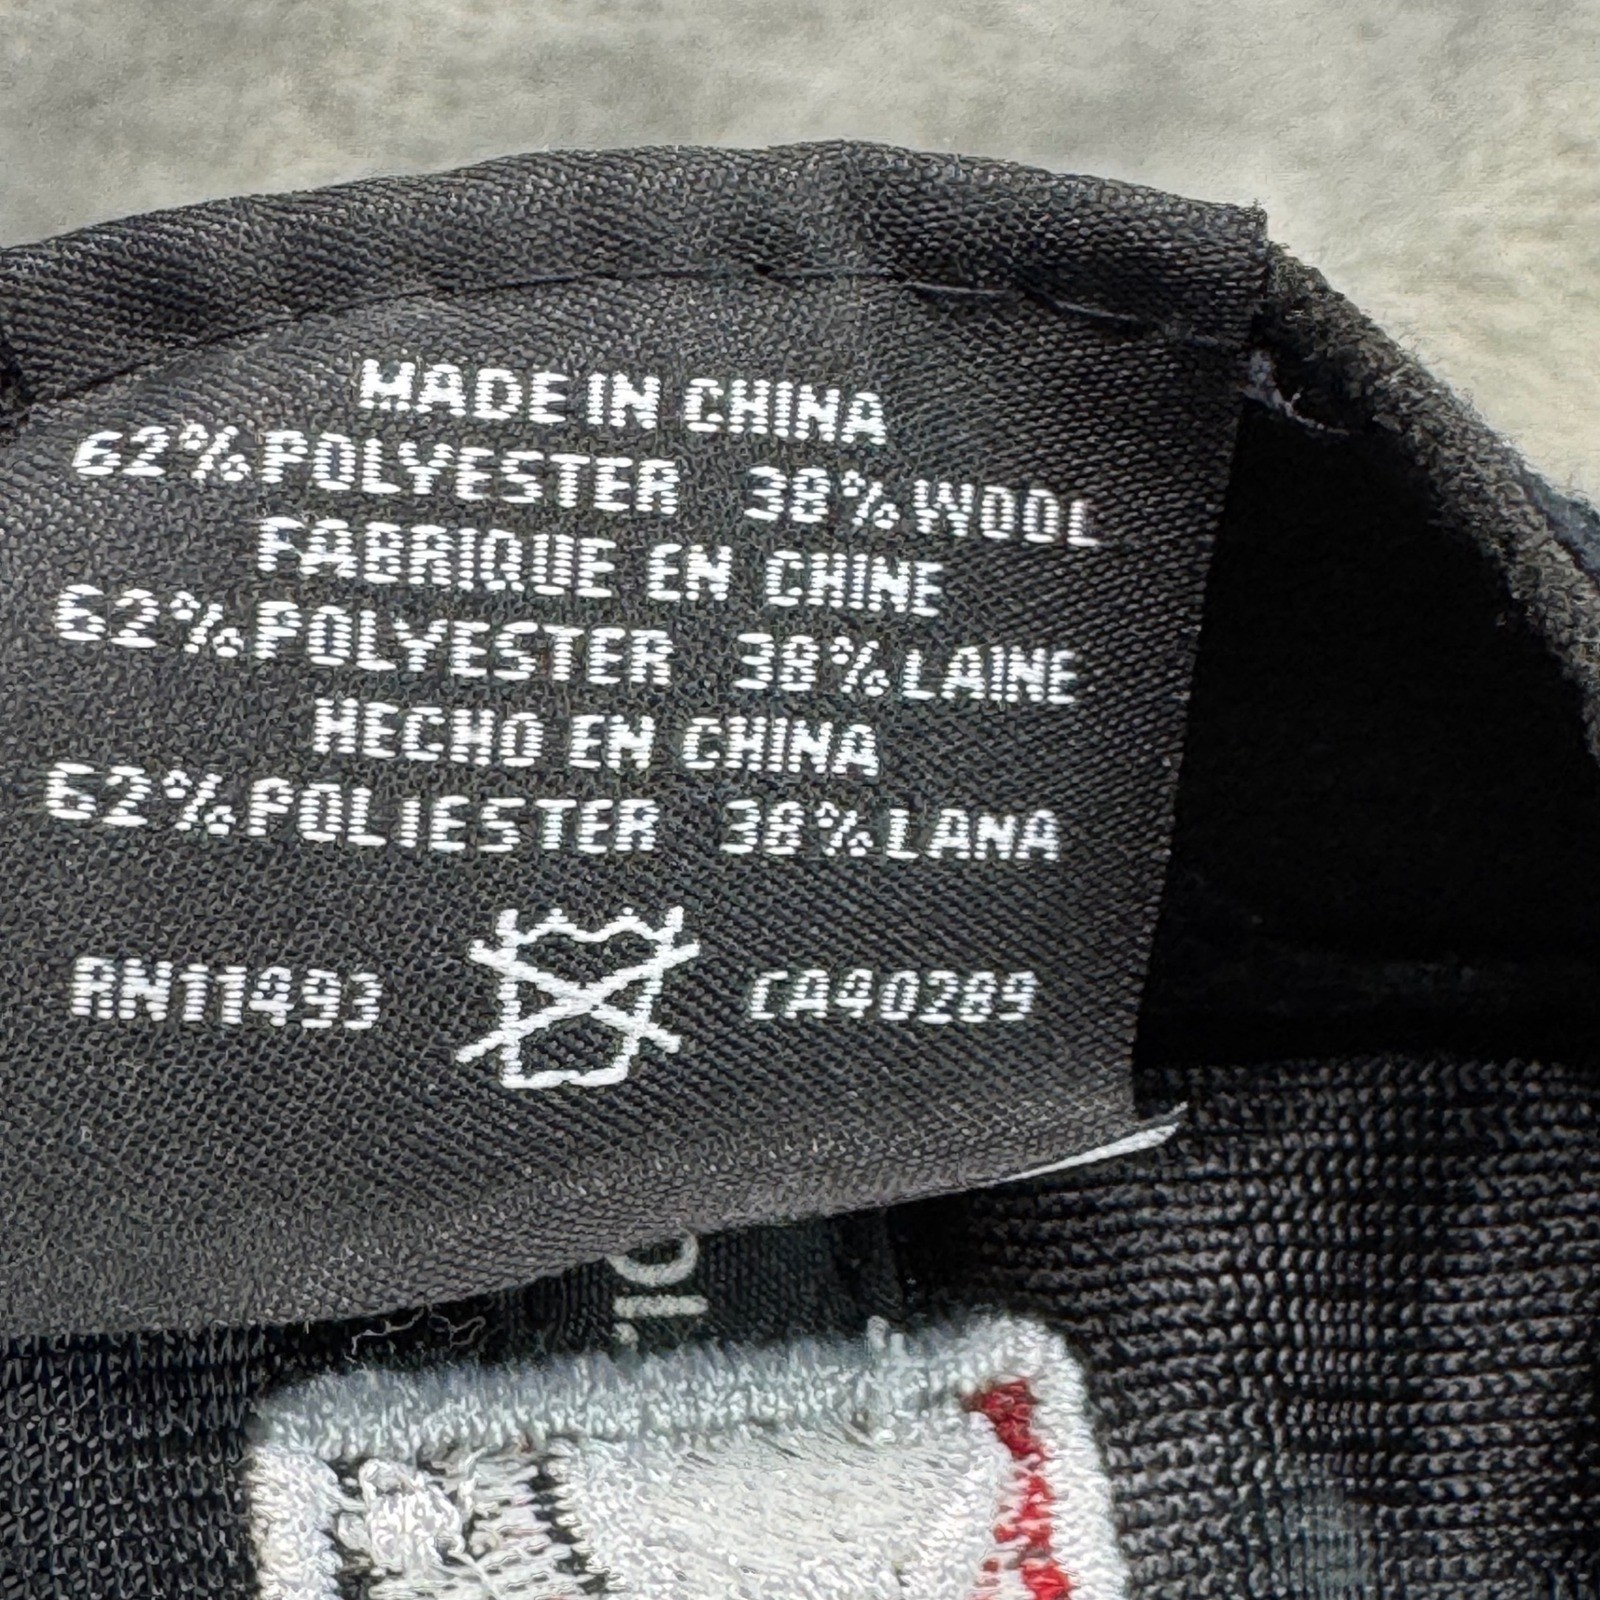 MADE IN CHINA
62%POLYESTER 38%WOOL
FABRIQUE EN CHINE
62%POLYESTER 38%LAINE
HECHO EN CHINA
62%POLIESTER 38%LANA
RN11493 CA40289